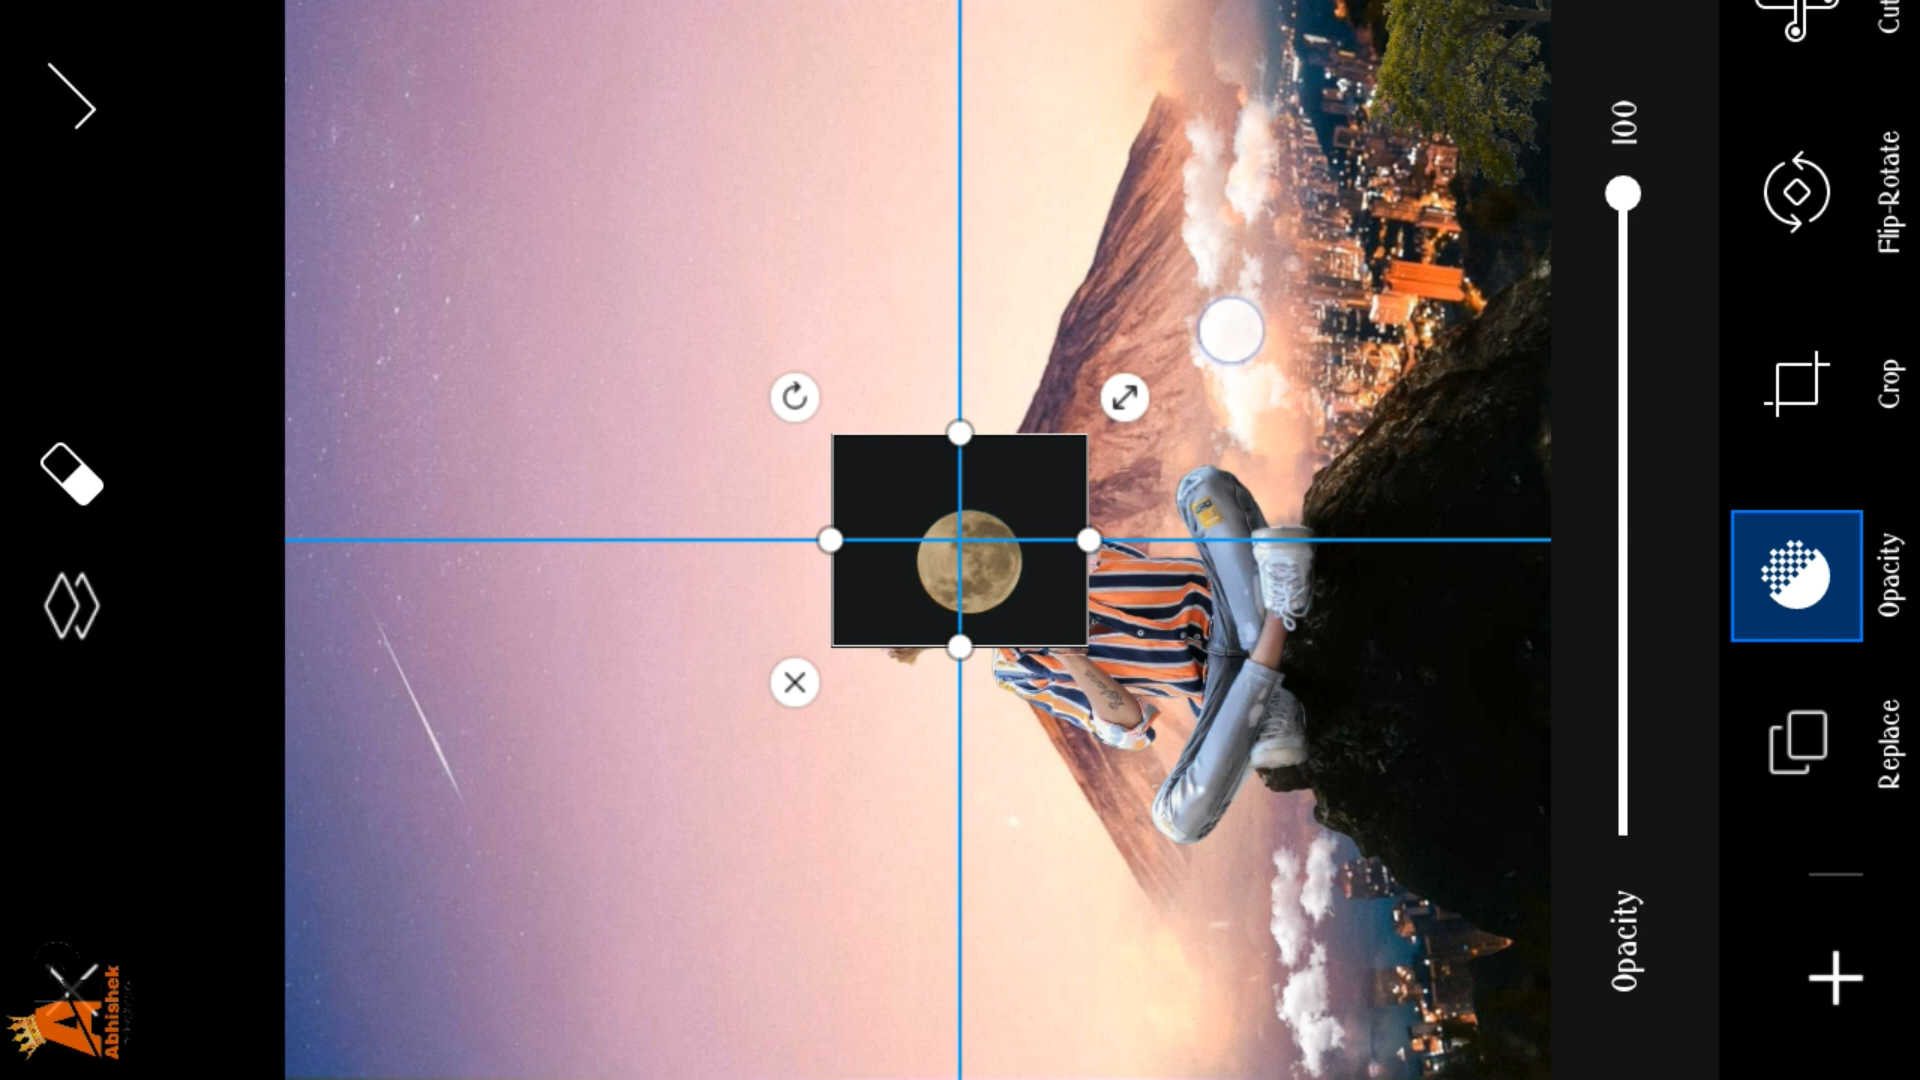 Cut
Flip-Rotate
Crop
Opacity
Replace
100
Opacity
Abhishek